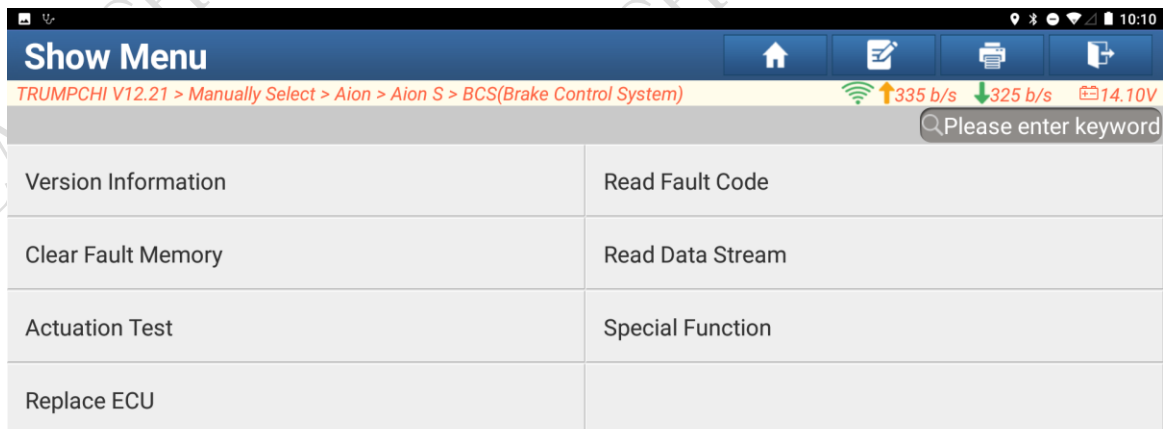 10:10
Show Menu
TRUMPCHI V12.21 > Manually Select > Aion > Aion S > BCS(Brake Control System)
335 b/s 325 b/s 14.10V
Please enter keyword
Version Information
Read Fault Code
Clear Fault Memory
Read Data Stream
Actuation Test
Special Function
Replace ECU